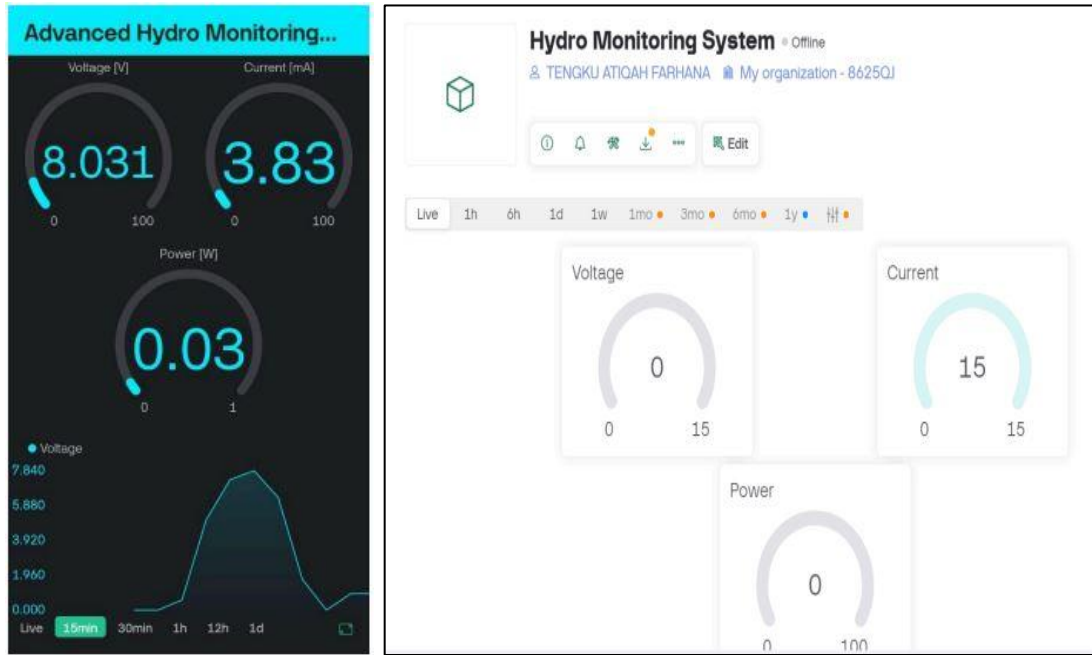 Advanced Hydro Monitoring...
Voltage [V] Current [mA]
8.031 3.83
0 100 0 100
Power [W]
0.03
0 1
Voltage
7.840
5.880
3.920
1.960
0.000
Live 15min 30min 1h 12h 1d
Hydro Monitoring System Offline
TENGKU ATIQAH FARHANA My organization - 8625QJ
Edit
Live 1h 6h 1d 1w 1mo 3mo 6mo 1y
Voltage Current
0 15
0 15 0 15
Power
0
0 100